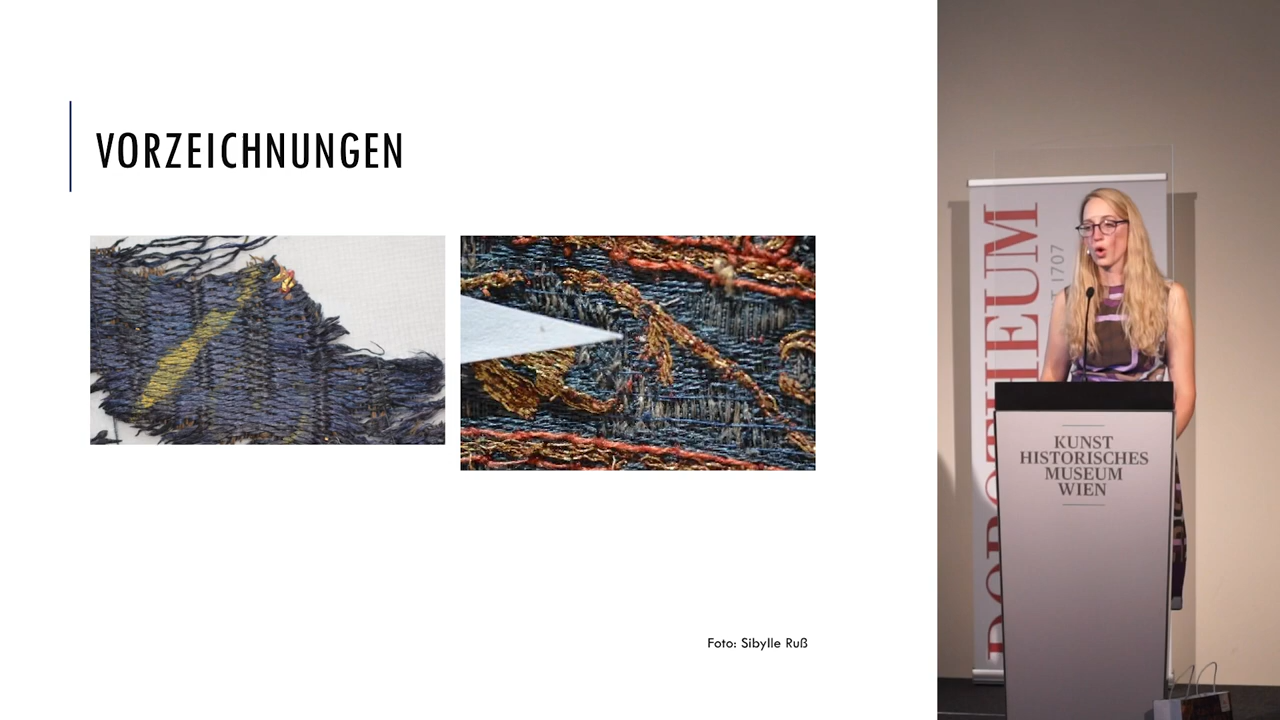 VORZEICHNUNGEN
Foto: Sibylle Ruß
DOROTHEUM
1707
KUNST
HISTORISCHES
MUSEUM
WIEN